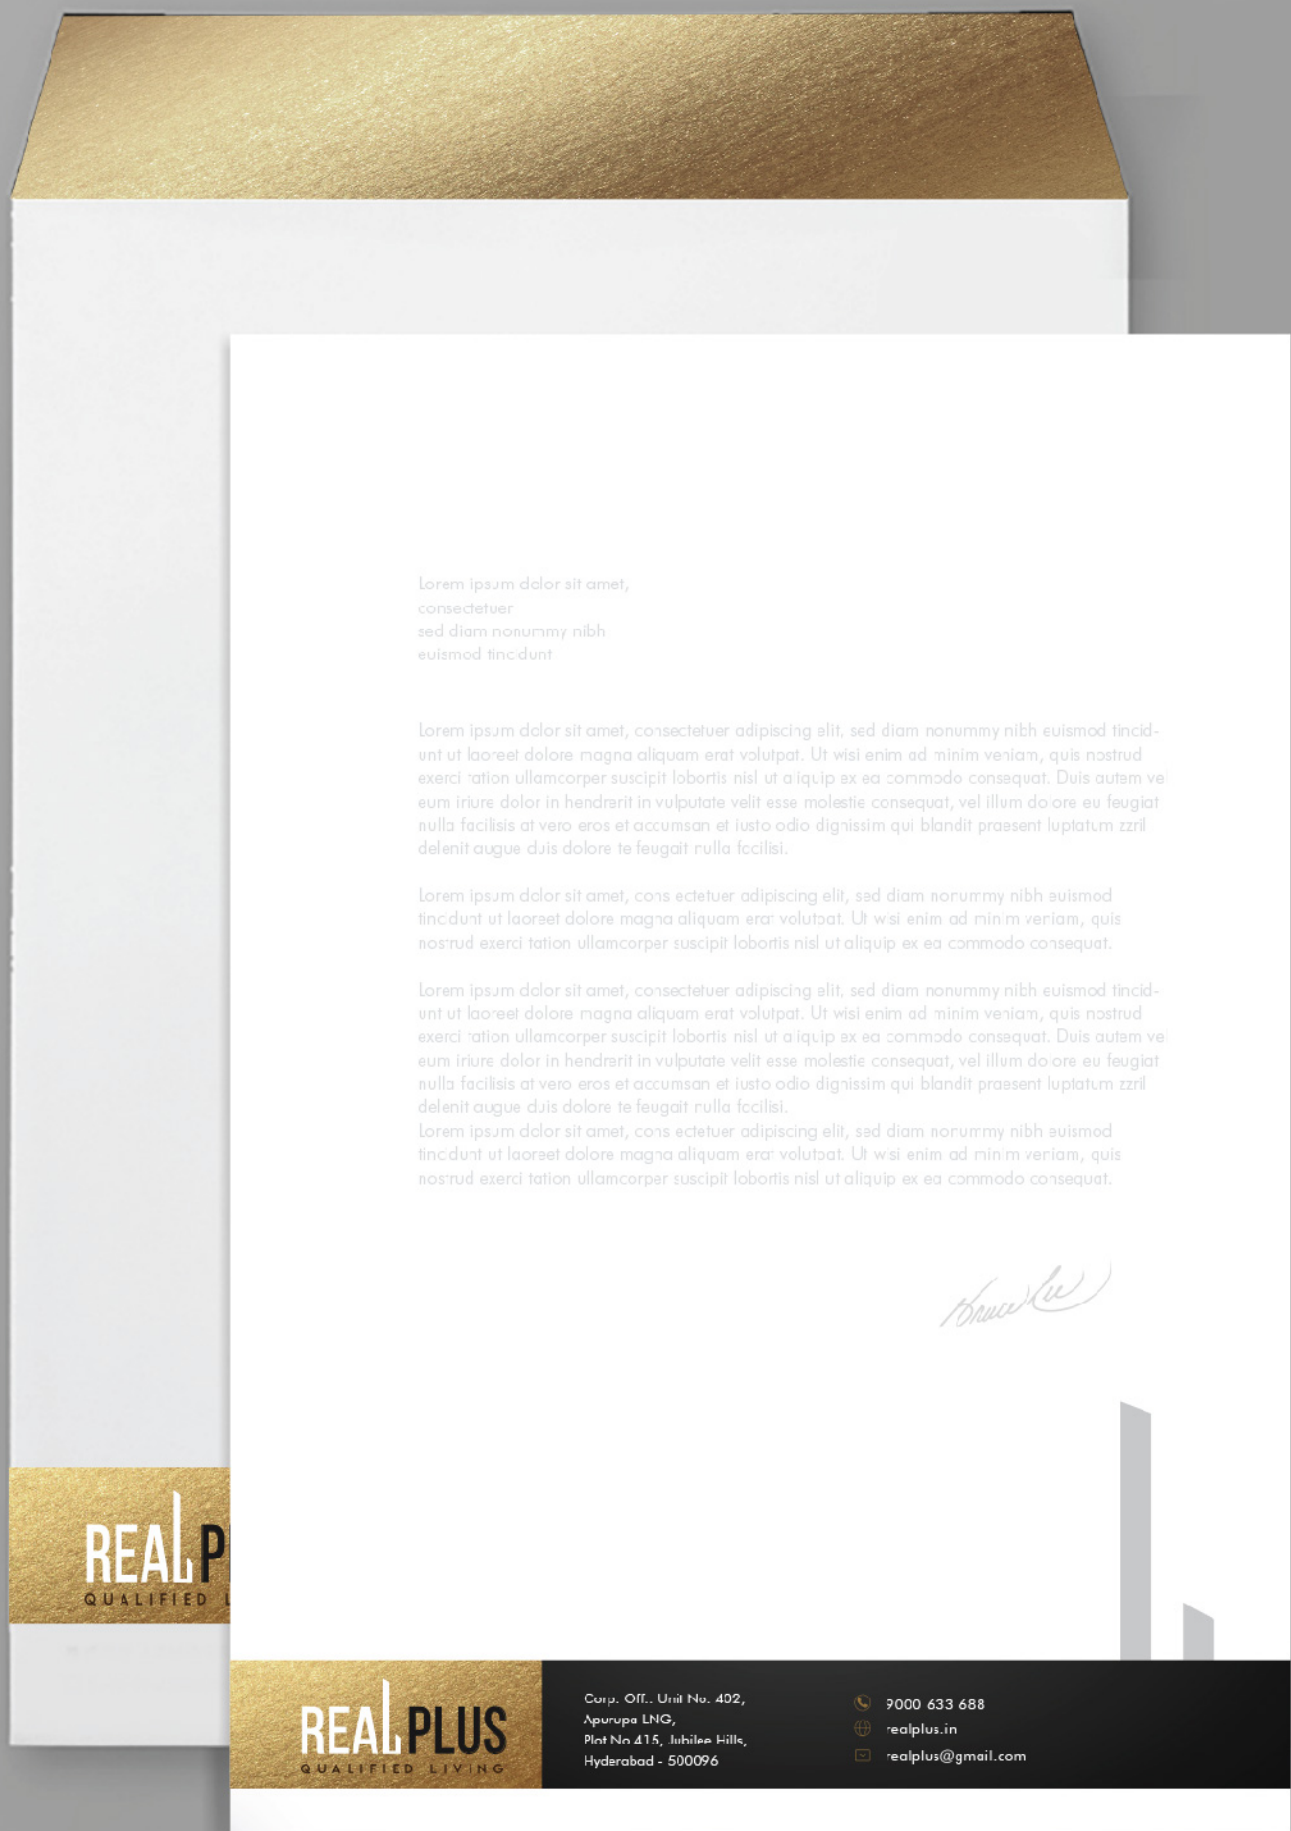 Lorem ipsum dolor sit amet,
consectetuer
sed diam nonummy nibh
euismod tincidunt
Lorem ipsum dolor sit amet, consectetuer adipiscing elit, sed diam nonummy nibh euismod tincid-
unt ut laoreet dolore magna aliquam erat volutpat. Ut wisi enim ad minim veniam, quis nostrud
exerci tation ullamcorper suscipit lobortis nisl ut aliquip ex ea commodo consequat. Duis autem vel
eum iriure dolor in hendrerit in vulputate velit esse molestie consequat, vel illum dolore eu feugiat
nulla facilisis at vero eros et accumsan et iusto odio dignissim qui blandit praesent luptatum zzril
delenit augue duis dolore te feugait nulla facilisi.
Lorem ipsum dolor sit amet, cons ectetuer adipiscing elit, sed diam nonummy nibh euismod
tincidunt ut laoreet dolore magna aliquam erat volutpat. Ut wisi enim ad minim veniam, quis
nostrud exerci tation ullamcorper suscipit lobortis nisl ut aliquip ex ea commodo consequat.
Lorem ipsum dolor sit amet, consectetuer adipiscing elit, sed diam nonummy nibh euismod tincid-
unt ut laoreet dolore magna aliquam erat volutpat. Ut wisi enim ad minim veniam, quis nostrud
exerci tation ullamcorper suscipit lobortis nisl ut aliquip ex ea commodo consequat. Duis autem vel
eum iriure dolor in hendrerit in vulputate velit esse molestie consequat, vel illum dolore eu feugiat
nulla facilisis at vero eros et accumsan et iusto odio dignissim qui blandit praesent luptatum zzril
delenit augue duis dolore te feugait nulla facilisi.
Lorem ipsum dolor sit amet, cons ectetuer adipiscing elit, sed diam nonummy nibh euismod
tincidunt ut laoreet dolore magna aliquam erat volutpat. Ut wisi enim ad minim veniam, quis
nostrud exerci tation ullamcorper suscipit lobortis nisl ut aliquip ex ea commodo consequat.
Bruce Lee
REALP
QUALIFIED L
REALPLUS
QUALIFIED LIVING
Corp. Off.. Unit No. 402,
Apurupa LNG,
Plot No 415, Jubilee Hills,
Hyderabad - 500096
9000 633 688
realplus.in
realplus@gmail.com